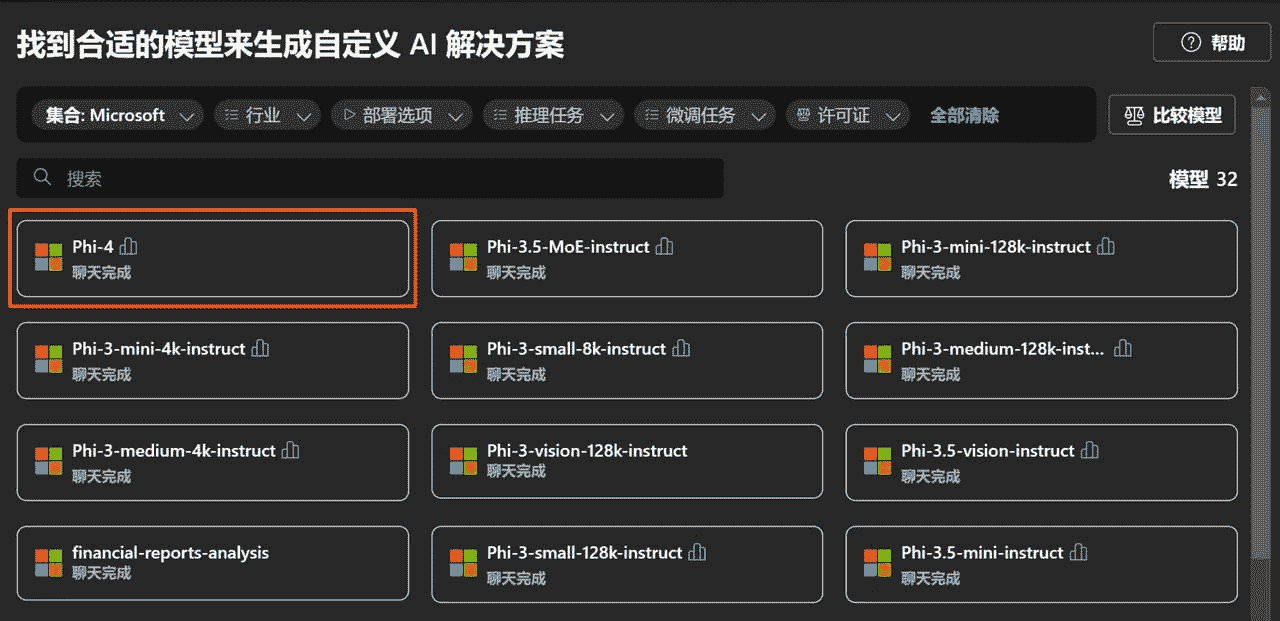 找到合适的模型来生成自定义 AI 解决方案
帮助
集合: Microsoft
行业
部署选项
推理任务
微调任务
许可证
全部清除
比较模型
搜索
模型 32
Phi-4
聊天完成
Phi-3.5-MoE-instruct
聊天完成
Phi-3-mini-128k-instruct
聊天完成
Phi-3-mini-4k-instruct
聊天完成
Phi-3-small-8k-instruct
聊天完成
Phi-3-medium-128k-inst...
聊天完成
Phi-3-medium-4k-instruct
聊天完成
Phi-3-vision-128k-instruct
聊天完成
Phi-3.5-vision-instruct
聊天完成
financial-reports-analysis
聊天完成
Phi-3-small-128k-instruct
聊天完成
Phi-3.5-mini-instruct
聊天完成